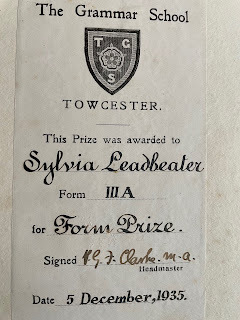 The Grammar School
T G
S
TOWCESTER.
This Prize was awarded to
Sylvia Leadbeater
Form IIIA
for Form Prize.
Signed P. G. J. Clarke. m.a.
Headmaster
Date 5 December, 1935.